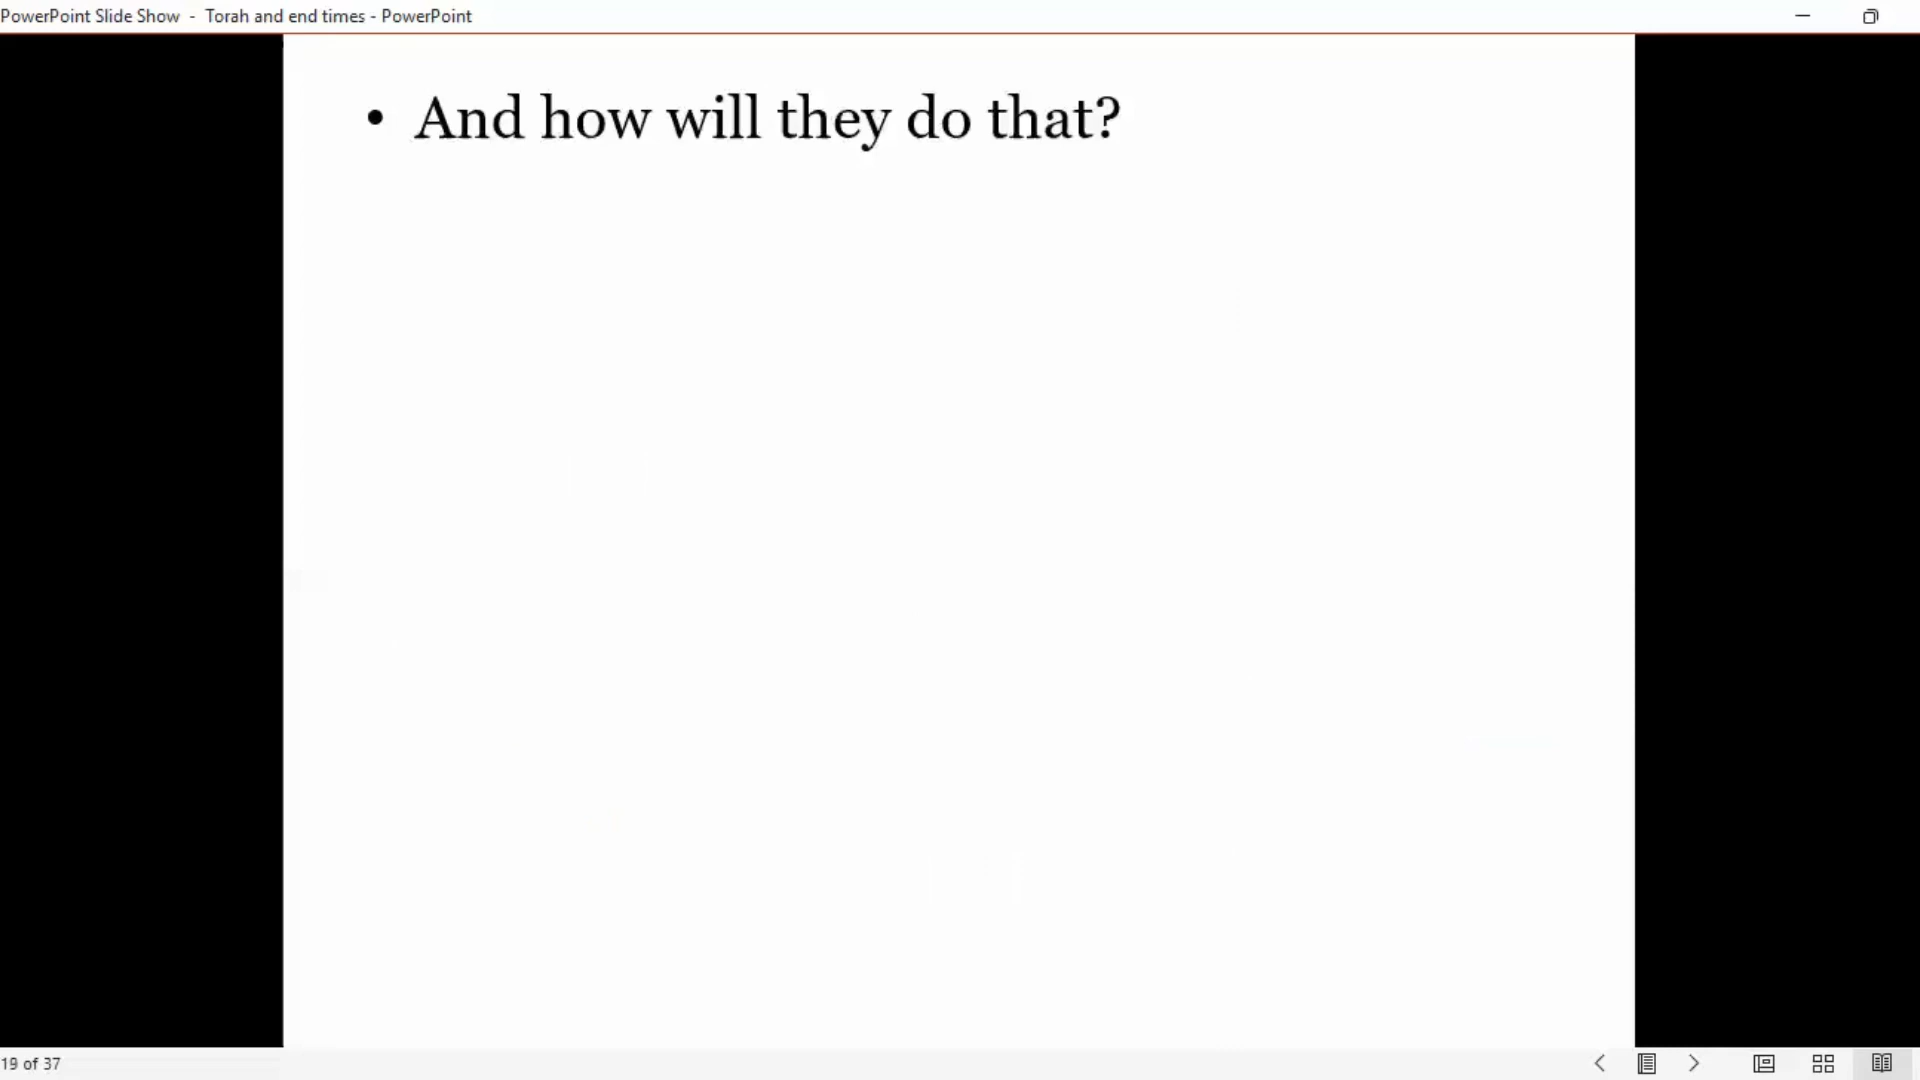 PowerPoint Slide Show - Torah and end times - PowerPoint
• And how will they do that?
19 of 37